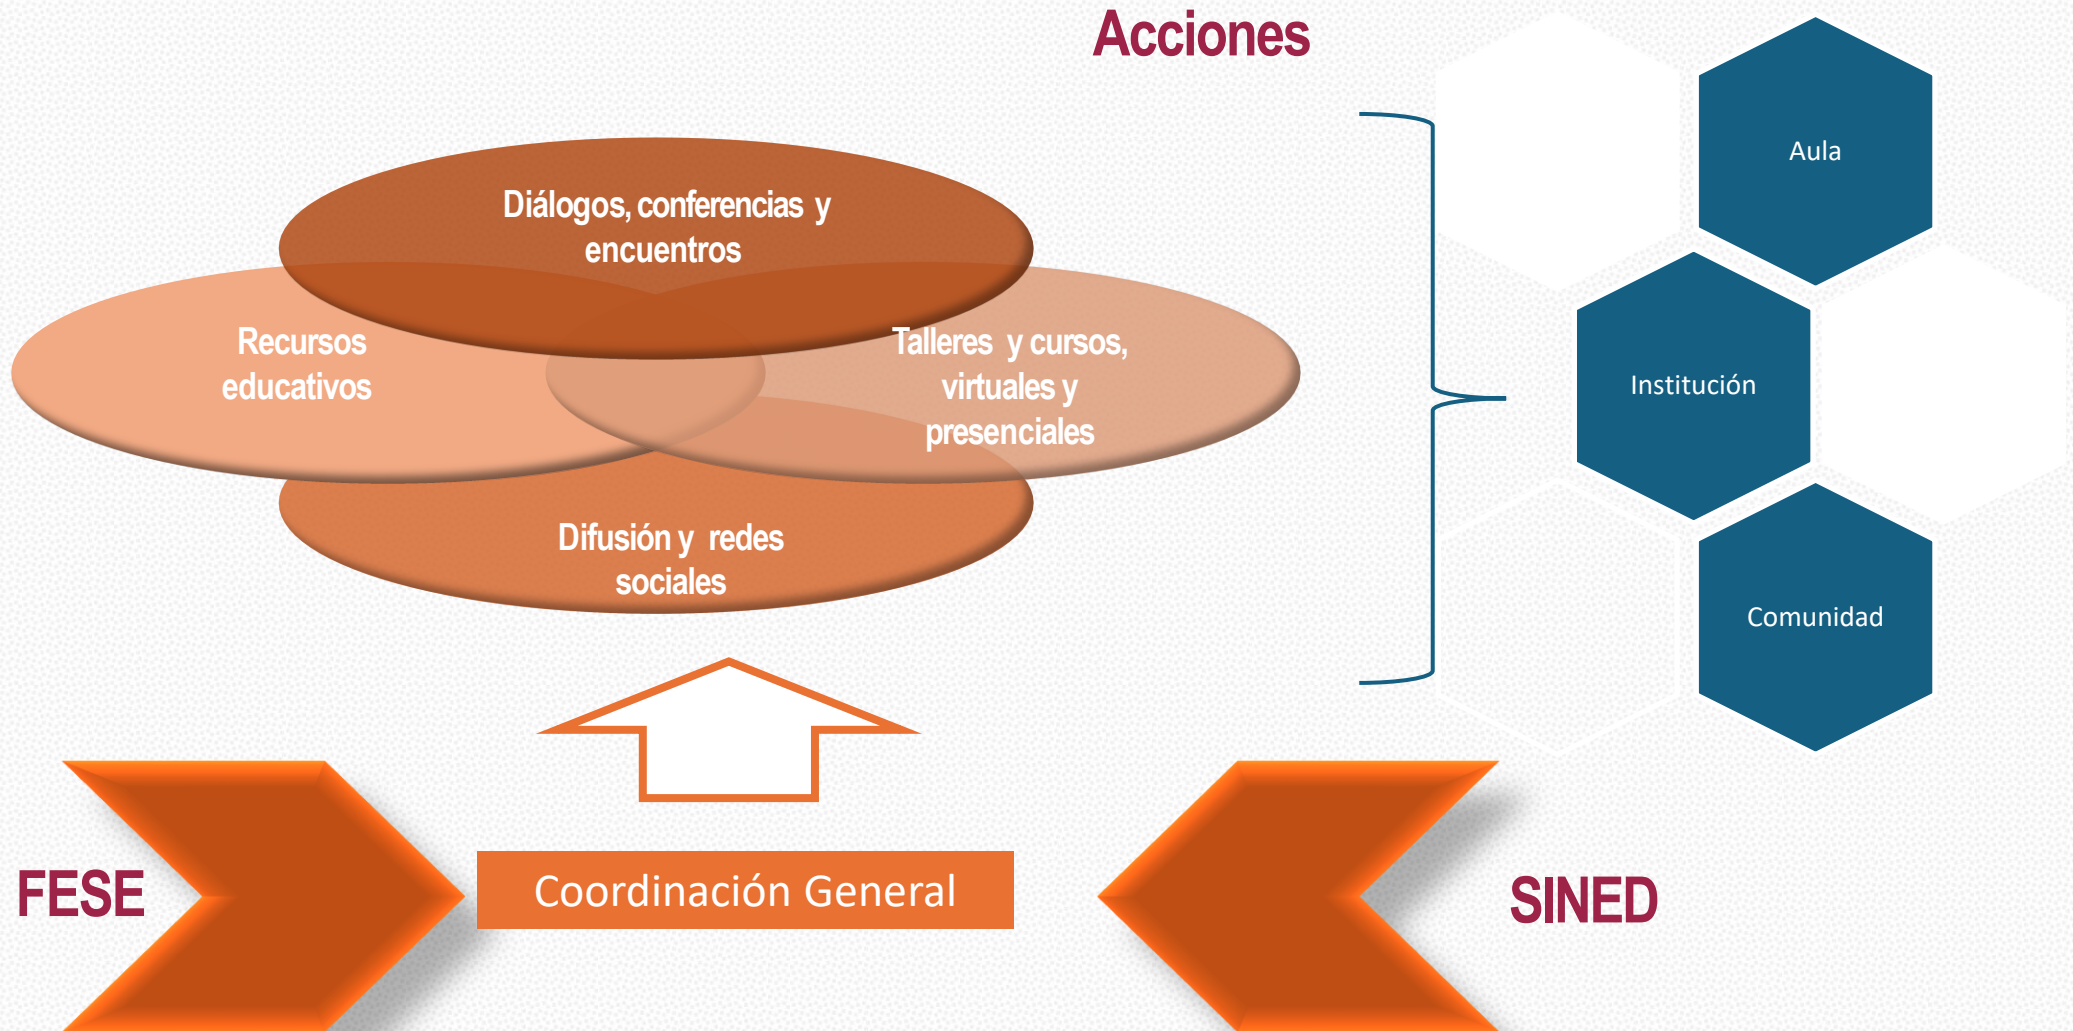 Acciones
Diálogos, conferencias y
encuentros
Recursos
educativos
Talleres y cursos,
virtuales y
presenciales
Difusión y redes
sociales
Aula
Institución
Comunidad
FESE
Coordinación General
SINED